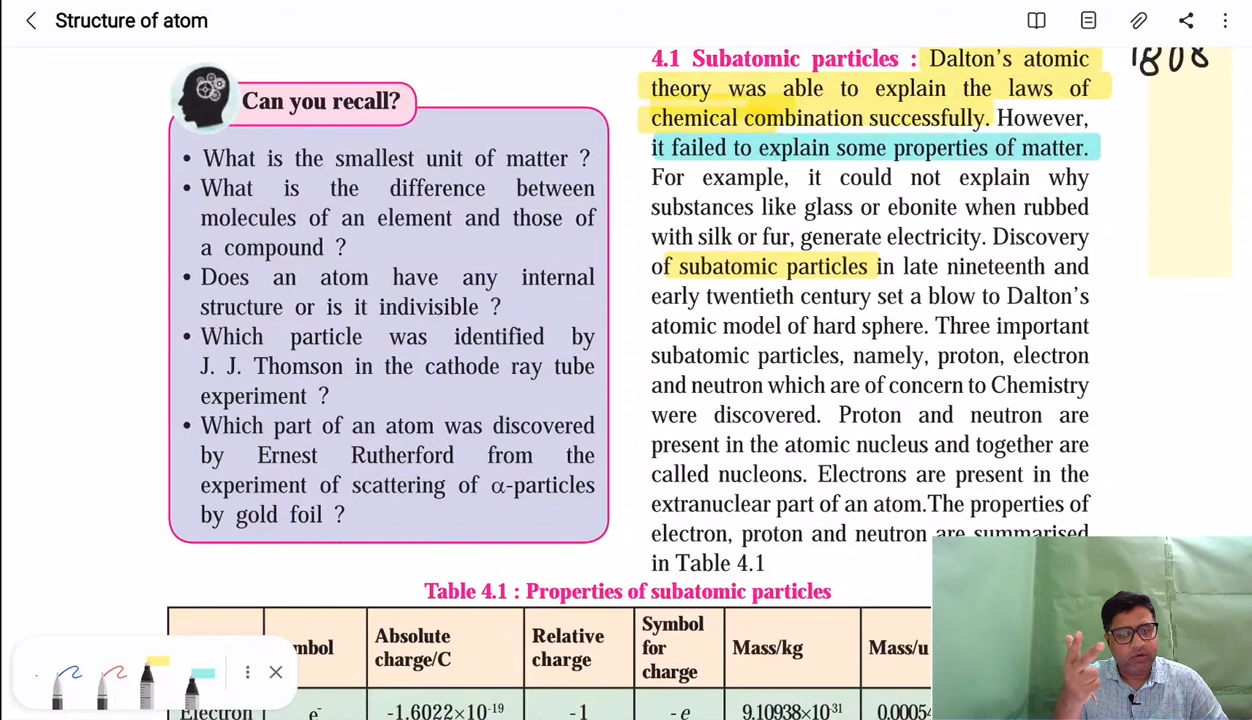 Structure of atom
Can you recall?
• What is the smallest unit of matter ?
• What is the difference between
molecules of an element and those of
a compound ?
• Does an atom have any internal
structure or is it indivisible ?
• Which particle was identified by
J. J. Thomson in the cathode ray tube
experiment ?
• Which part of an atom was discovered
by Ernest Rutherford from the
experiment of scattering of α-particles
by gold foil ?
4.1 Subatomic particles : Dalton's atomic
theory was able to explain the laws of
chemical combination successfully. However,
it failed to explain some properties of matter.
For example, it could not explain why
substances like glass or ebonite when rubbed
with silk or fur, generate electricity. Discovery
of subatomic particles in late nineteenth and
early twentieth century set a blow to Dalton's
atomic model of hard sphere. Three important
subatomic particles, namely, proton, electron
and neutron which are of concern to Chemistry
were discovered. Proton and neutron are
present in the atomic nucleus and together are
called nucleons. Electrons are present in the
extranuclear part of an atom.The properties of
electron, proton and neutron are summarised
in Table 4.1
1808
Table 4.1 : Properties of subatomic particles
mbol
Absolute
charge/C
Relative
charge
Symbol
for
charge
Mass/kg
Mass/u
Electron
e⁻
-1.6022×10⁻¹⁹
-1
-e
9.10938×10⁻³¹
0.00054